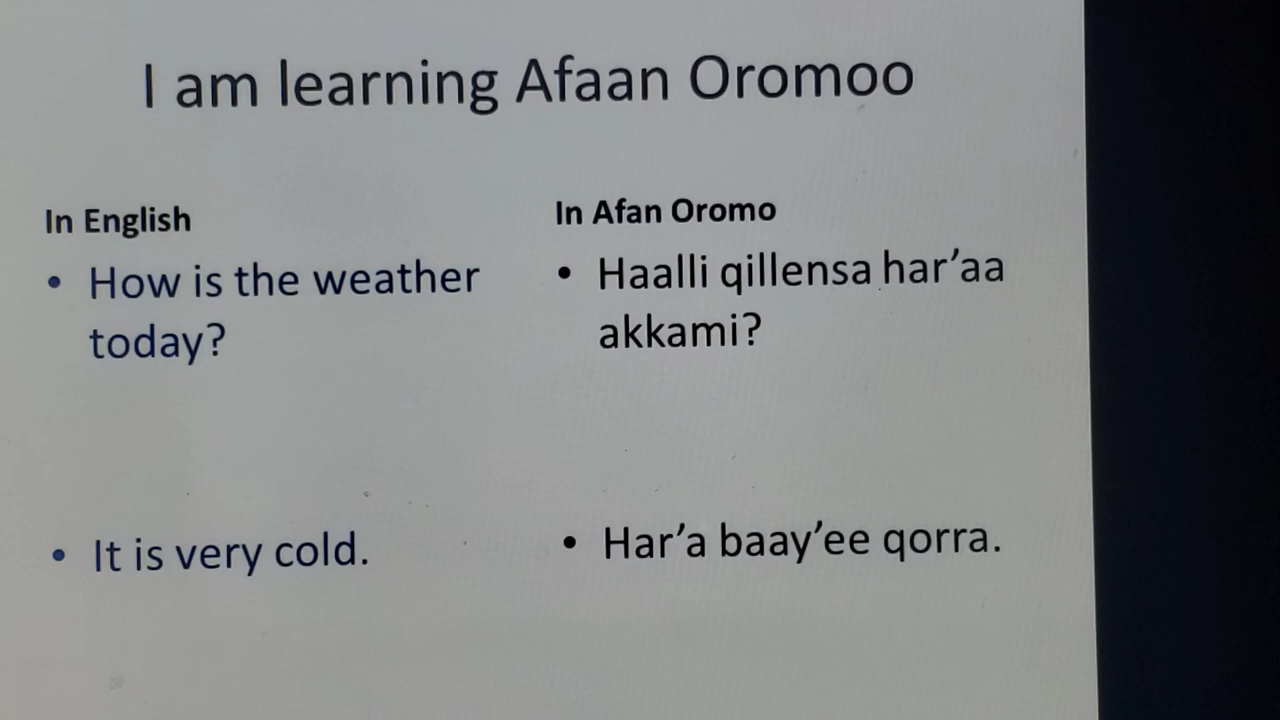 I am learning Afaan Oromoo
In English
• How is the weather
today?
• It is very cold.
In Afan Oromo
• Haalli qillensa har’aa
akkami?
• Har’a baay’ee qorra.